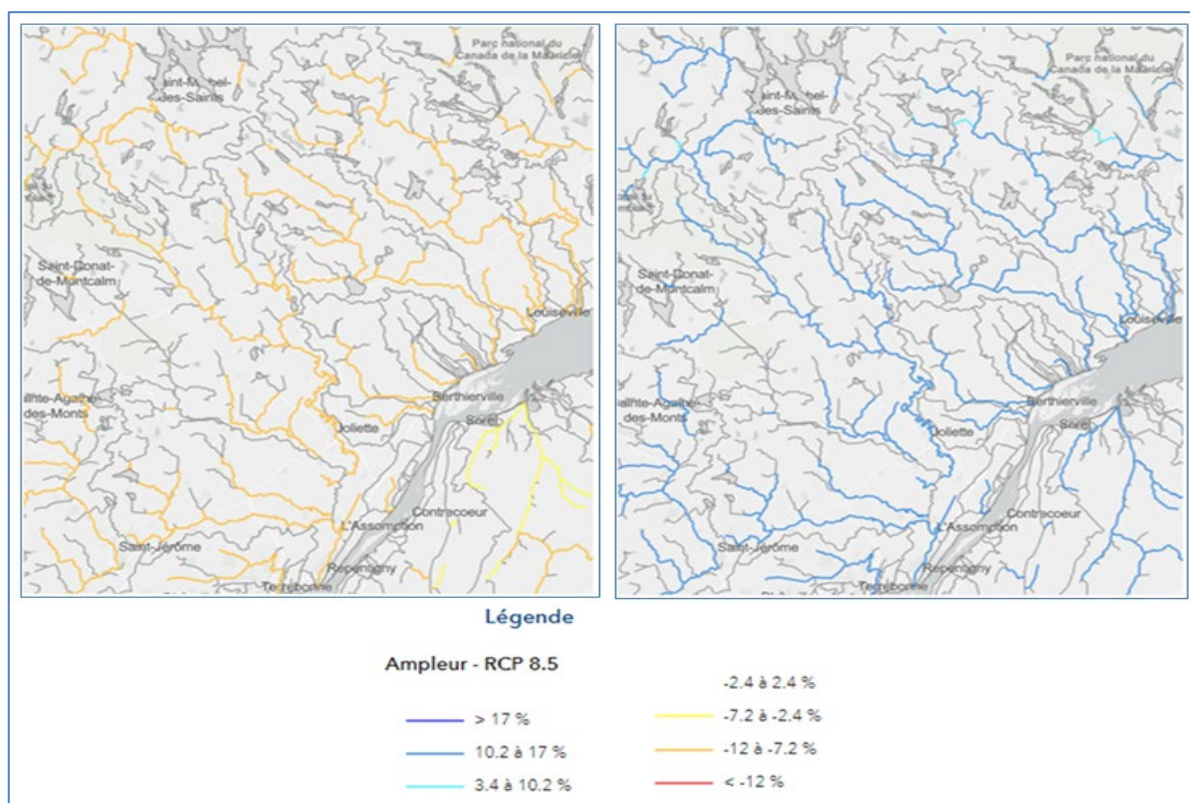 Parc national du
Canada de la Mauricie
des-Saints
Saint-Donat
de-Montcalm
Louiseville
des-Monts
Berthierville
Sorel
Joliette
Contrecoeur
L'Assomption
Saint-Jérôme
Repentigny
Terrebonne
Parc national du
Canada de la Mauricie
des-Saints
Saint-Donat
de-Montcalm
Louiseville
des-Monts
Berthierville
Sorel
Joliette
Contrecoeur
L'Assomption
Saint-Jérôme
Repentigny
Terrebonne
Légende
Ampleur - RCP 8.5
> 17 %
10.2 à 17 %
3.4 à 10.2 %
-2.4 à 2.4 %
-7.2 à -2.4 %
-12 à -7.2 %
< -12 %